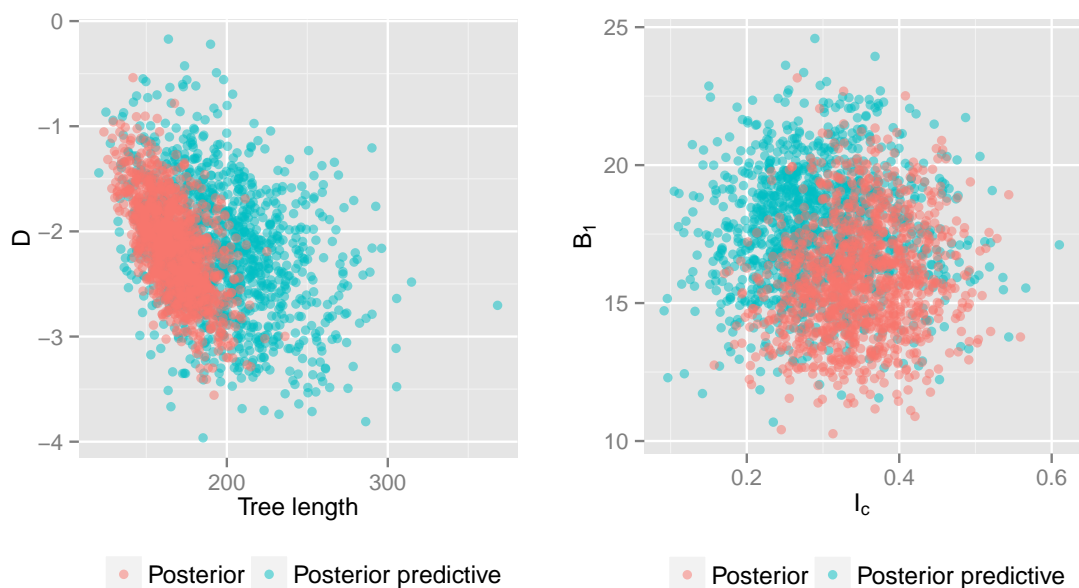 0
−1
−2
−3
−4
D
200
300
Tree length
Posterior
Posterior predictive
25
20
15
10
B1
0.2
0.4
0.6
Ic
Posterior
Posterior predictive